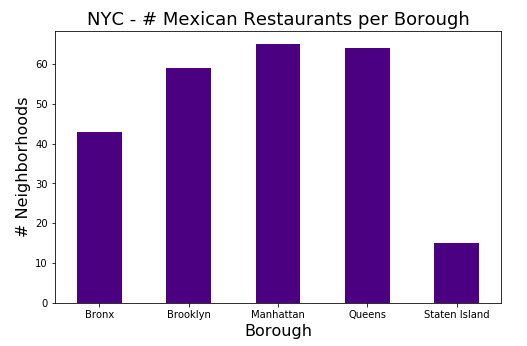 NYC - # Mexican Restaurants per Borough
# Neighborhoods
60
50
40
30
20
10
0
Bronx Brooklyn Manhattan Queens Staten Island
Borough